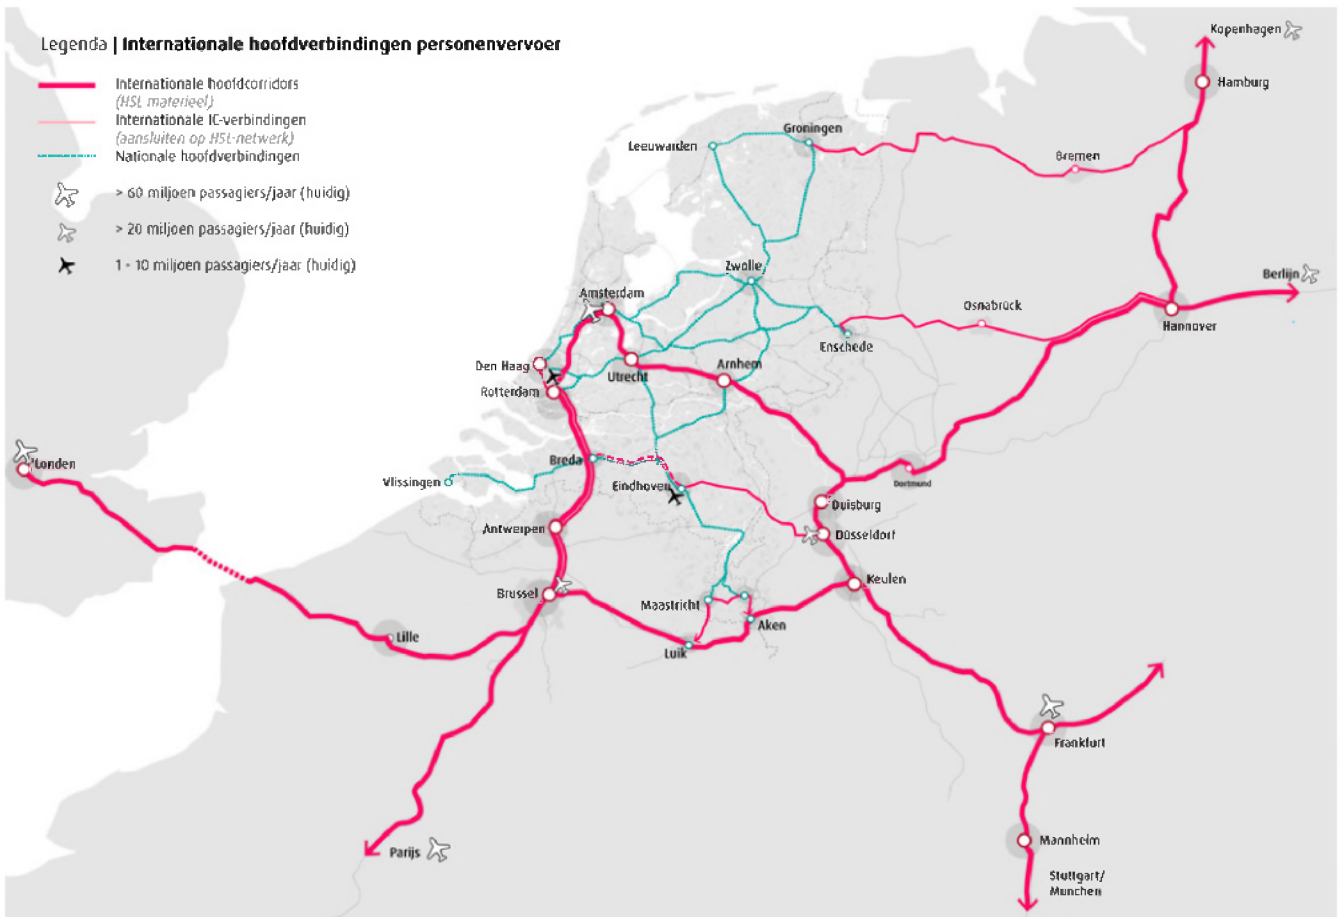 Legenda | Internationale hoofdverbindingen personenvervoer
Internationale hoofdcorridors
(HSL materieel)
Internationale IC-verbindingen
(aansluiten op HSL-netwerk)
Nationale hoofdverbindingen
> 60 miljoen passagiers/jaar (huidig)
> 20 miljoen passagiers/jaar (huidig)
1 - 10 miljoen passagiers/jaar (huidig)
Kopenhagen
Hamburg
Groningen
Leeuwarden
Bremen
Zwolle
Berlijn
Amsterdam
Osnabrück
Hannover
Enschede
Den Haag
Utrecht
Arnhem
Rotterdam
Londen
Breda
Vlissingen
Eindhoven
Dortmund
Duisburg
Antwerpen
Düsseldorf
Keulen
Brussel
Maastricht
Aken
Lille
Luik
Frankfurt
Mannheim
Parijs
Stuttgart/
Munchen